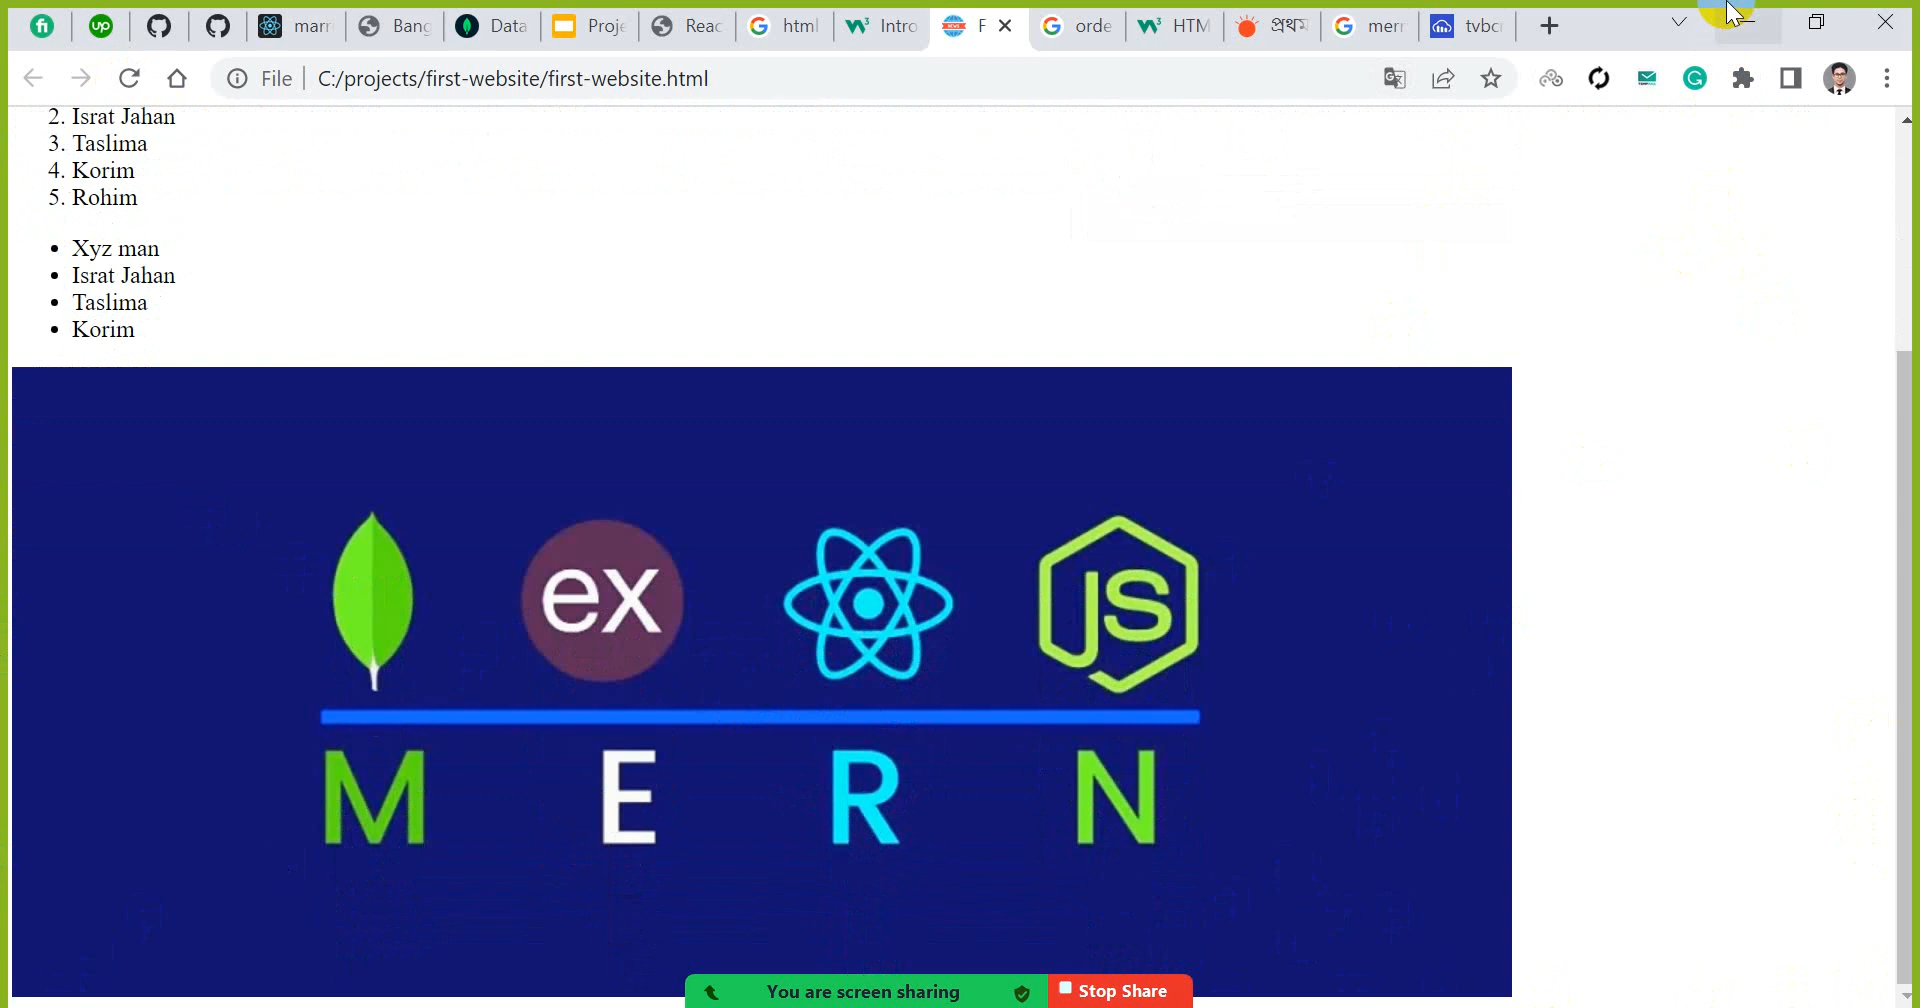 marr
Bang
Data
Proje
Reac
html
Intro
F
orde
HTM
প্রথম
merr
tvbcr
File
C:/projects/first-website/first-website.html
2. Israt Jahan
3. Taslima
4. Korim
5. Rohim
• Xyz man
• Israt Jahan
• Taslima
• Korim
ex
JS
M E R N
You are screen sharing
Stop Share